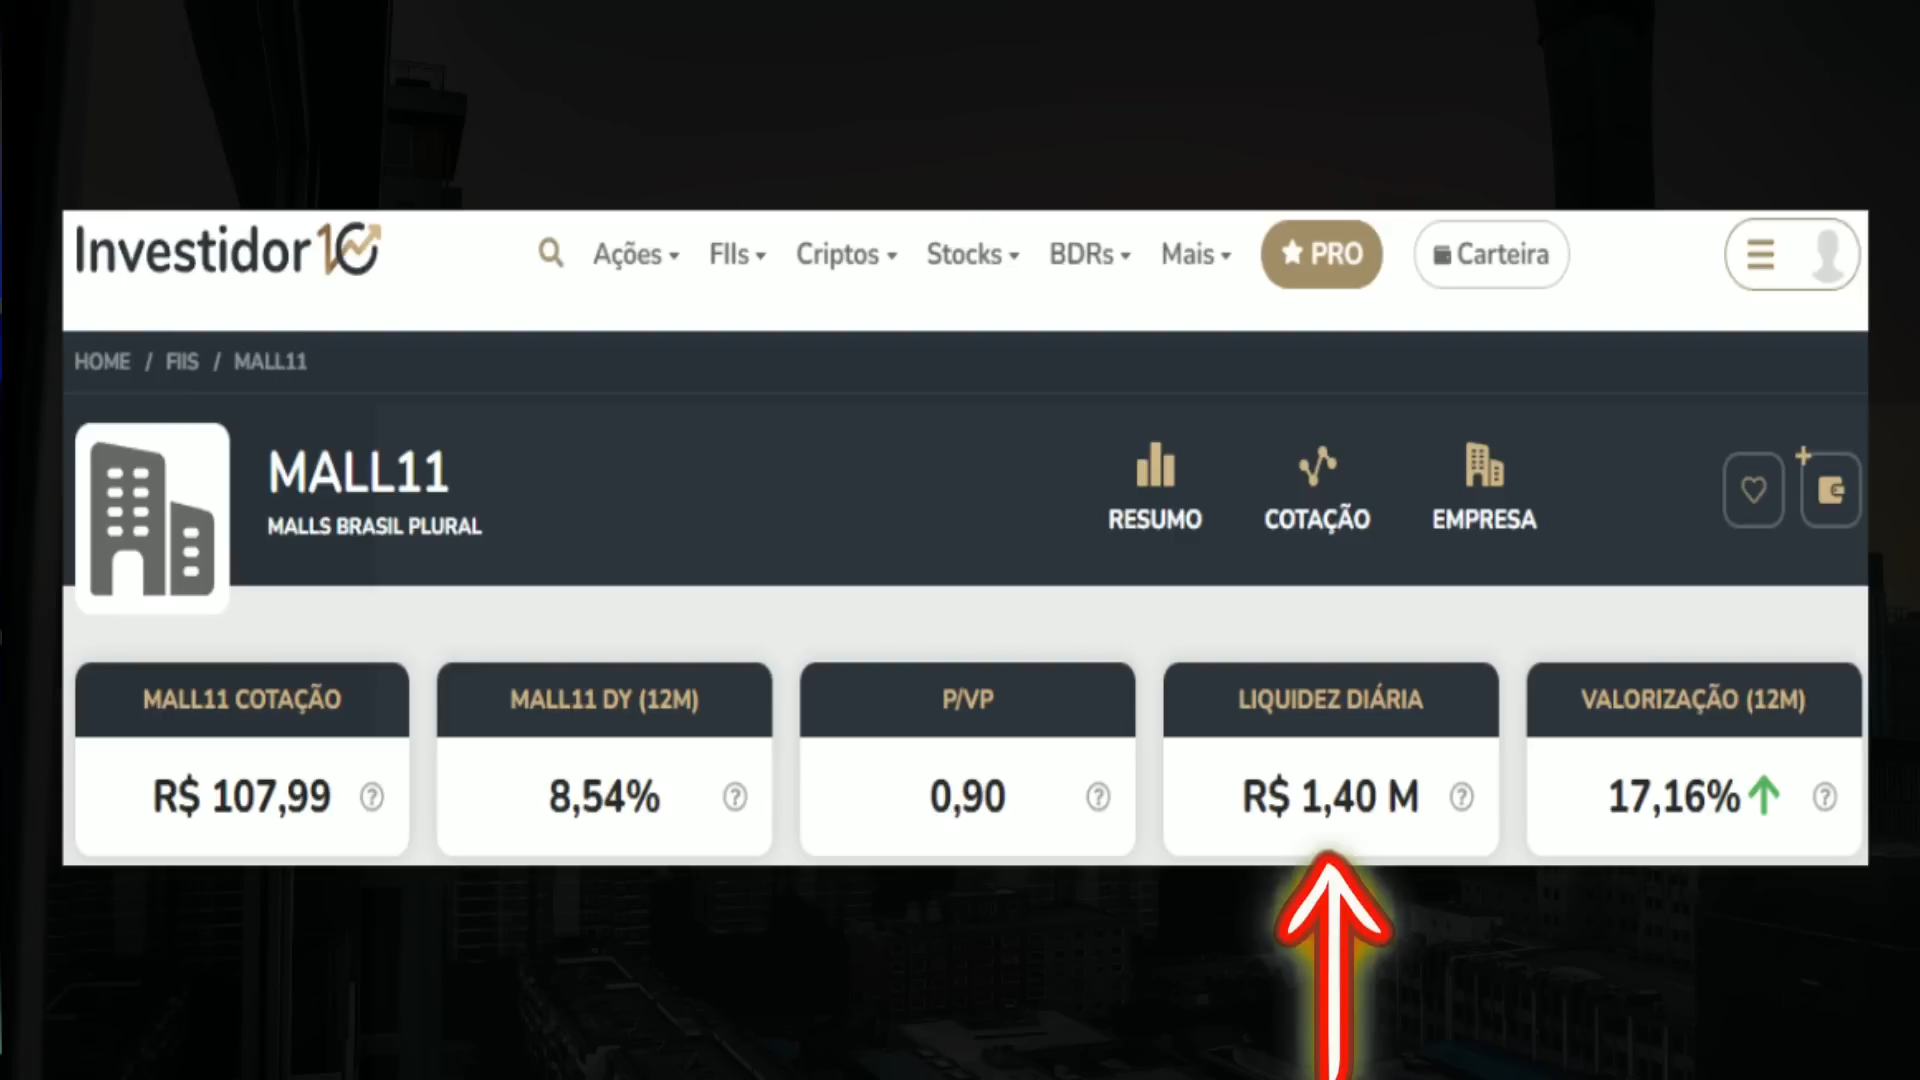 Investidor 10
Ações FIIs Criptos Stocks BDRs Mais PRO Carteira
HOME / FIIS / MALL11
MALL11
MALLS BRASIL PLURAL
RESUMO COTAÇÃO EMPRESA
MALL11 COTAÇÃO
R$ 107,99 ?
MALL11 DY (12M)
8,54% ?
P/VP
0,90 ?
LIQUIDEZ DIÁRIA
R$ 1,40 M ?
VALORIZAÇÃO (12M)
17,16% ?